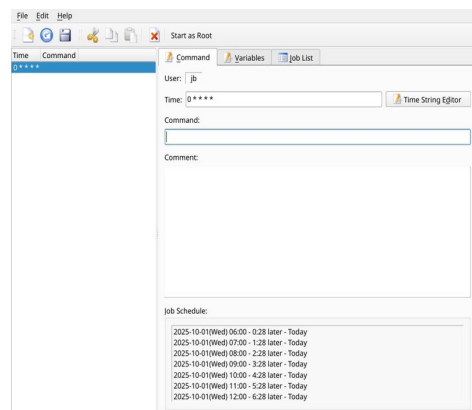 File Edit Help
Start as Root
Time Command
0 * * * *
Command Variables Job List
User: jb
Time: 0 * * * * Time String Editor
Command:
Comment:
Job Schedule:
2025-10-01(Wed) 06:00 - 0:28 later - Today
2025-10-01(Wed) 07:00 - 1:28 later - Today
2025-10-01(Wed) 08:00 - 2:28 later - Today
2025-10-01(Wed) 09:00 - 3:28 later - Today
2025-10-01(Wed) 10:00 - 4:28 later - Today
2025-10-01(Wed) 11:00 - 5:28 later - Today
2025-10-01(Wed) 12:00 - 6:28 later - Today